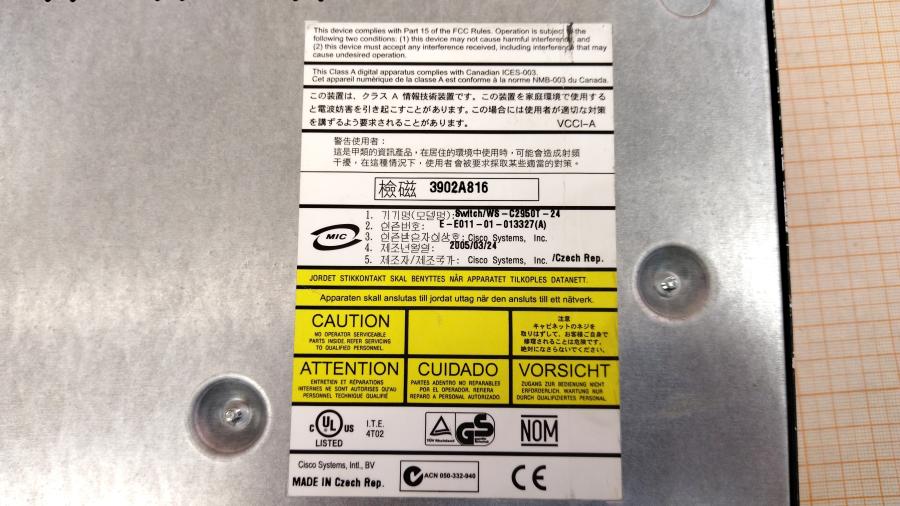 This device complies with Part 15 of the FCC Rules. Operation is subject to the
following two conditions: (1) this device may not cause harmful interference, and
(2) this device must accept any interference received, including interference that may
cause undesired operation.
This Class A digital apparatus complies with Canadian ICES-003.
Cet appareil numérique de la classe A est conforme à la norme NMB-003 du Canada.
この装置は、クラス A 情報技術装置です。この装置を家庭環境で使用する
と電波妨害を引き起こすことがあります。この場合には使用者が適切な対策
を講ずるよう要求されることがあります。 VCCI-A
警告使用者：
這是甲類的資訊產品，在居住的環境中使用時，可能會造成射頻
干擾，在這種情況下，使用者會被要求採取某些適當的對策。
檢磁 3902A816
MIC
1. 기기명(모델명):Switch/WS-C2950T-24
2. 인증번호: E-E011-01-013327(A)
3. 인증받은자의상호: Cisco Systems, Inc.
4. 제조년월일: 2005/03/24
5. 제조자/제조국가: Cisco Systems, Inc. /Czech Rep.
JORDET STIKKONTAKT SKAL BENYTTES NÅR APPARATET TILKOPLES DATANETT.
Apparaten skall anslutas till jordat uttag när den ansluts till ett nätverk.
CAUTION
NO OPERATOR SERVICEABLE
PARTS INSIDE. REFER SERVICING
TO QUALIFIED PERSONNEL.
注意
キャビネットのネジを
取りはずして、お客様ご自身で
修理されることは危険です。
絶対になさらないでください。
ATTENTION
ENTRETIEN ET RÉPARATIONS
INTERNES NE SONT AUTORISÉS QU'AU
PERSONNEL TECHNIQUE QUALIFIÉ
CUIDADO
PARTES ADENTRO NO REPARABLES
POR EL OPERADOR. REFIERA
REPARO A PERSONAL AUTORIZADO.
VORSICHT
ZUGANG ZUR BEDIENUNG NICHT
ERFORDERLICH. WARTUNG NUR
DURCH QUALIFIZIERTES PERSONAL.
C UL US
LISTED
I.T.E.
4T02
TÜV Rheinland
GS
NOM
Cisco Systems, Intl., BV
MADE IN Czech Rep.
ACN 050-332-940
CE